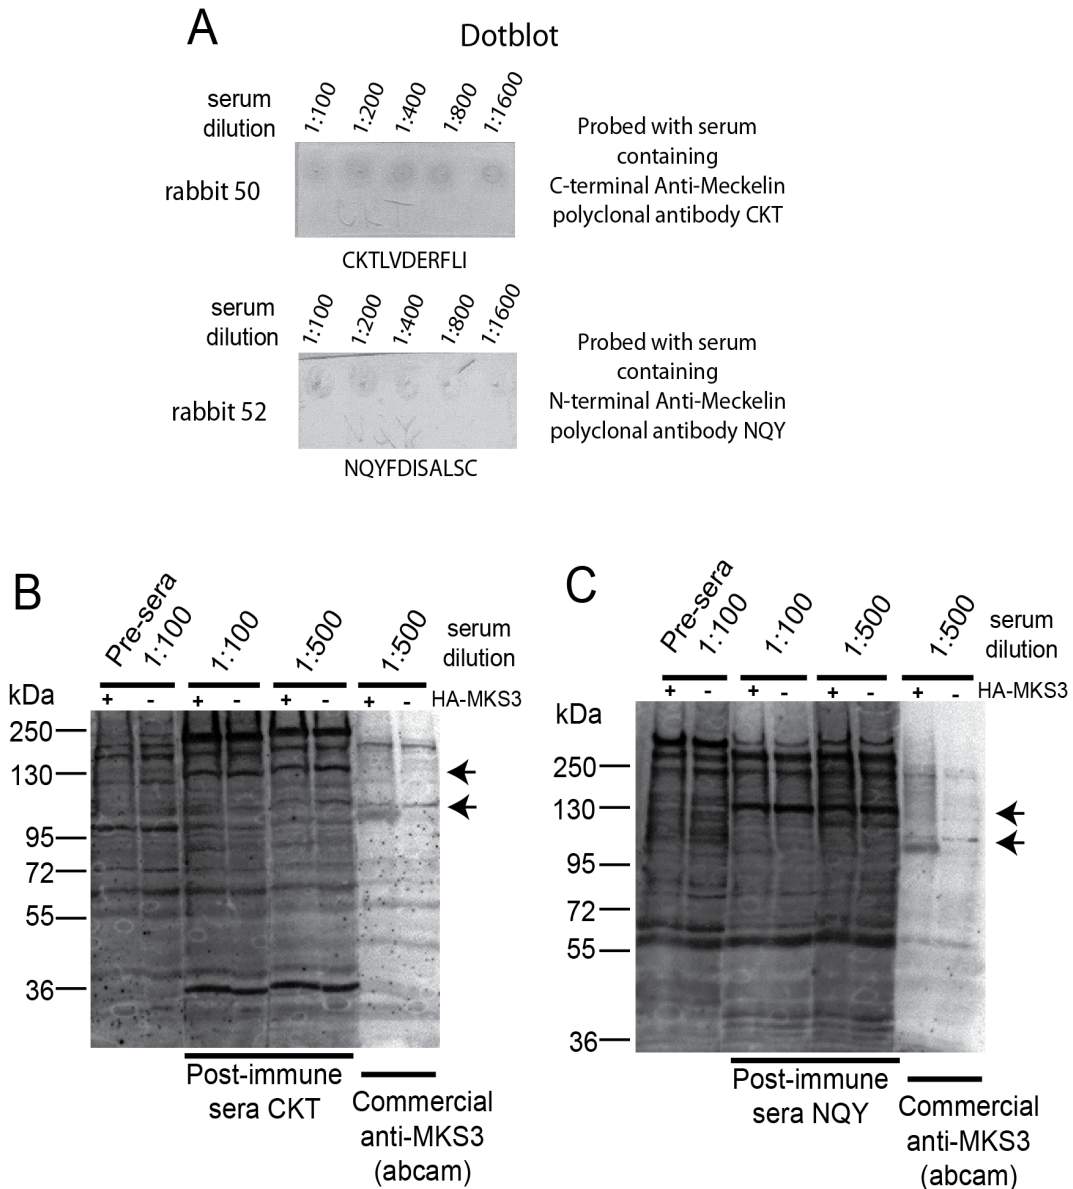 A
Dotblot
serum
dilution
1:100
1:200
1:400
1:800
1:1600
rabbit 50
CKT
CKTLVDERFLI
Probed with serum
containing
C-terminal Anti-Meckelin
polyclonal antibody CKT
serum
dilution
1:100
1:200
1:400
1:800
1:1600
rabbit 52
NQY
NQYFDISALSC
Probed with serum
containing
N-terminal Anti-Meckelin
polyclonal antibody NQY
B
Pre-sera
1:100
1:100
1:500
1:500
serum
dilution
kDa
+ - + - + - + - HA-MKS3
250
130
95
72
55
36
Post-immune
sera CKT
Commercial
anti-MKS3
(abcam)
C
Pre-sera
1:100
1:100
1:500
1:500
serum
dilution
+ - + - + - + - HA-MKS3
kDa
250
130
95
72
55
36
Post-immune
sera NQY
Commercial
anti-MKS3
(abcam)